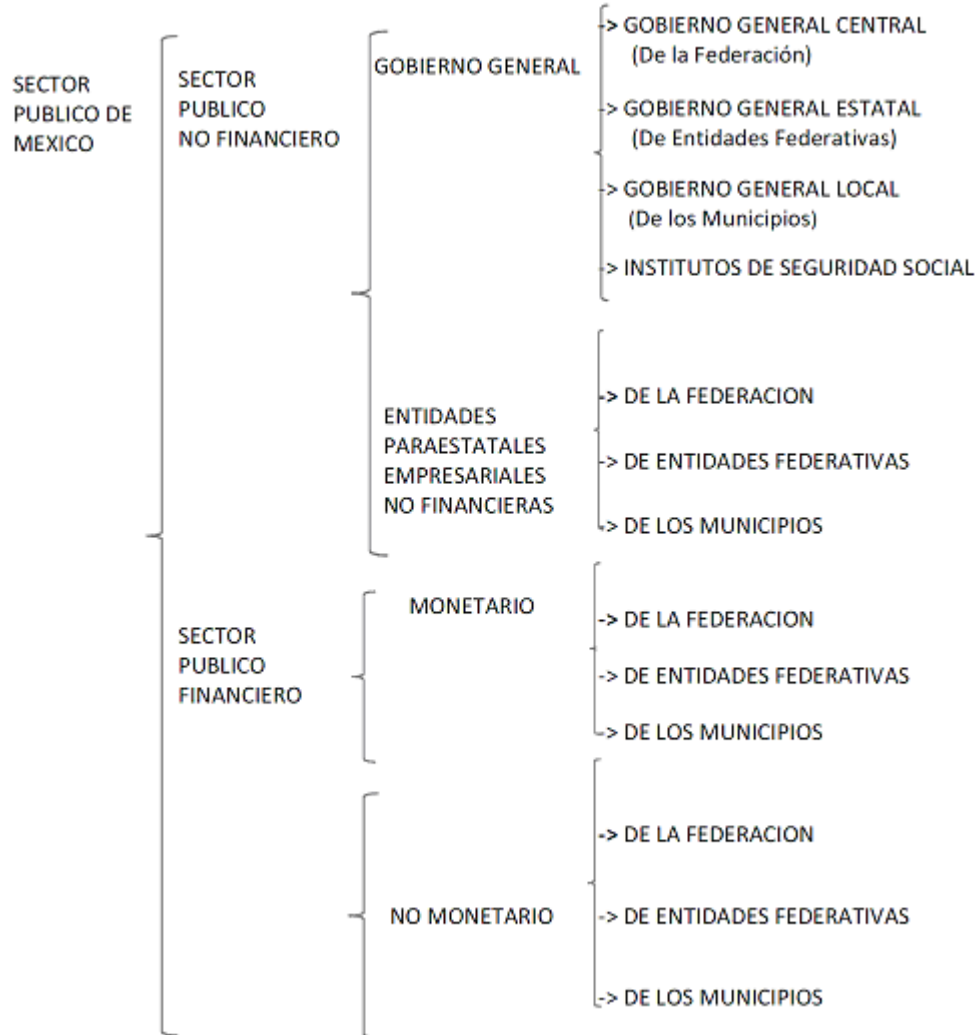 SECTOR
PUBLICO DE
MEXICO
SECTOR
PUBLICO
NO FINANCIERO
GOBIERNO GENERAL
-> GOBIERNO GENERAL CENTRAL
(De la Federación)
-> GOBIERNO GENERAL ESTATAL
(De Entidades Federativas)
-> GOBIERNO GENERAL LOCAL
(De los Municipios)
-> INSTITUTOS DE SEGURIDAD SOCIAL
ENTIDADES
PARAESTATALES
EMPRESARIALES
NO FINANCIERAS
-> DE LA FEDERACION
-> DE ENTIDADES FEDERATIVAS
-> DE LOS MUNICIPIOS
SECTOR
PUBLICO
FINANCIERO
MONETARIO
-> DE LA FEDERACION
-> DE ENTIDADES FEDERATIVAS
-> DE LOS MUNICIPIOS
NO MONETARIO
-> DE LA FEDERACION
-> DE ENTIDADES FEDERATIVAS
-> DE LOS MUNICIPIOS